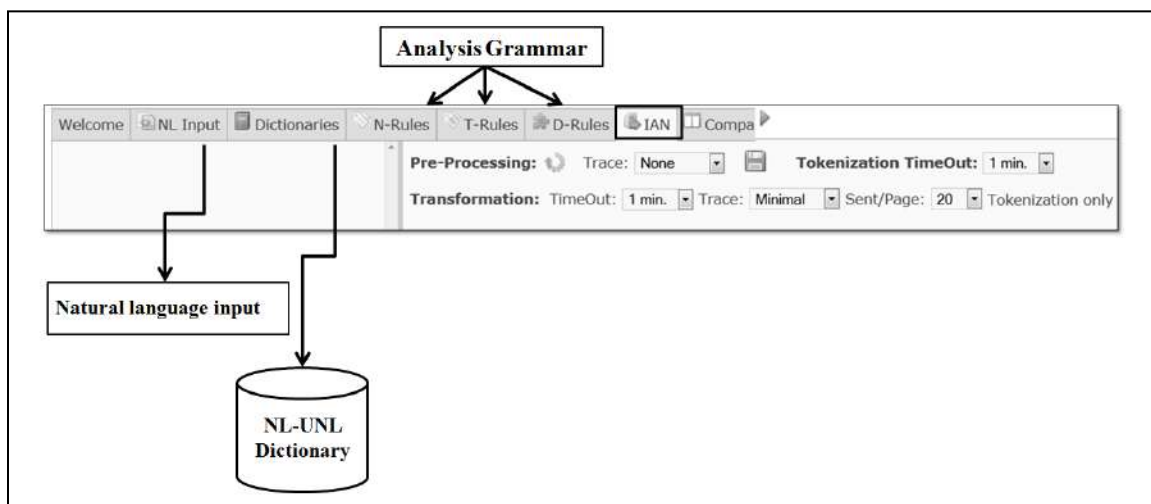 Analysis Grammar
Welcome NL Input Dictionaries N-Rules T-Rules D-Rules IAN Compa
Pre-Processing: Trace: None Tokenization TimeOut: 1 min.
Transformation: TimeOut: 1 min. Trace: Minimal Sent/Page: 20 Tokenization only
Natural language input
NL-UNL
Dictionary